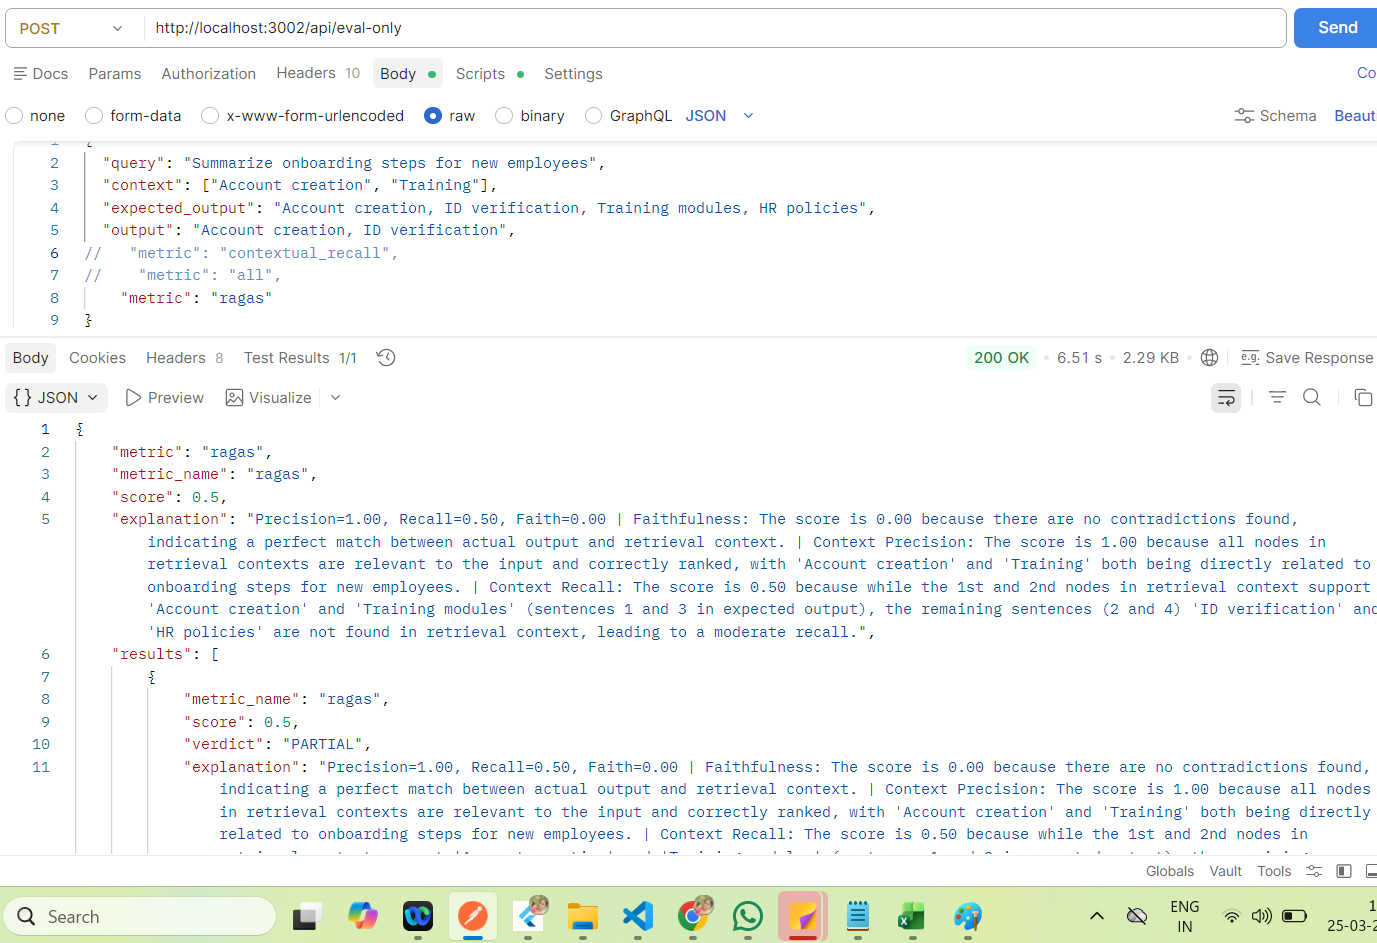 POST http://localhost:3002/api/eval-only Send
Docs Params Authorization Headers 10 Body Scripts Settings Co
none form-data x-www-form-urlencoded raw binary GraphQL JSON Schema Beaut
1 {
2 "query": "Summarize onboarding steps for new employees",
3 "context": ["Account creation", "Training"],
4 "expected_output": "Account creation, ID verification, Training modules, HR policies",
5 "output": "Account creation, ID verification",
6 // "metric": "contextual_recall",
7 // "metric": "all",
8 "metric": "ragas"
9 }
Body Cookies Headers 8 Test Results 1/1 200 OK 6.51 s 2.29 KB e.g. Save Response
{} JSON Preview Visualize
1 {
2 "metric": "ragas",
3 "metric_name": "ragas",
4 "score": 0.5,
5 "explanation": "Precision=1.00, Recall=0.50, Faith=0.00 | Faithfulness: The score is 0.00 because there are no contradictions found,
indicating a perfect match between actual output and retrieval context. | Context Precision: The score is 1.00 because all nodes in
retrieval contexts are relevant to the input and correctly ranked, with 'Account creation' and 'Training' both being directly related to
onboarding steps for new employees. | Context Recall: The score is 0.50 because while the 1st and 2nd nodes in retrieval context support
'Account creation' and 'Training modules' (sentences 1 and 3 in expected output), the remaining sentences (2 and 4) 'ID verification' and
'HR policies' are not found in retrieval context, leading to a moderate recall.",
6 "results": [
7 {
8 "metric_name": "ragas",
9 "score": 0.5,
10 "verdict": "PARTIAL",
11 "explanation": "Precision=1.00, Recall=0.50, Faith=0.00 | Faithfulness: The score is 0.00 because there are no contradictions found,
indicating a perfect match between actual output and retrieval context. | Context Precision: The score is 1.00 because all nodes
in retrieval contexts are relevant to the input and correctly ranked, with 'Account creation' and 'Training' both being directly
related to onboarding steps for new employees. | Context Recall: The score is 0.50 because while the 1st and 2nd nodes in
Globals Vault Tools
Search ENG
IN 25-03-2